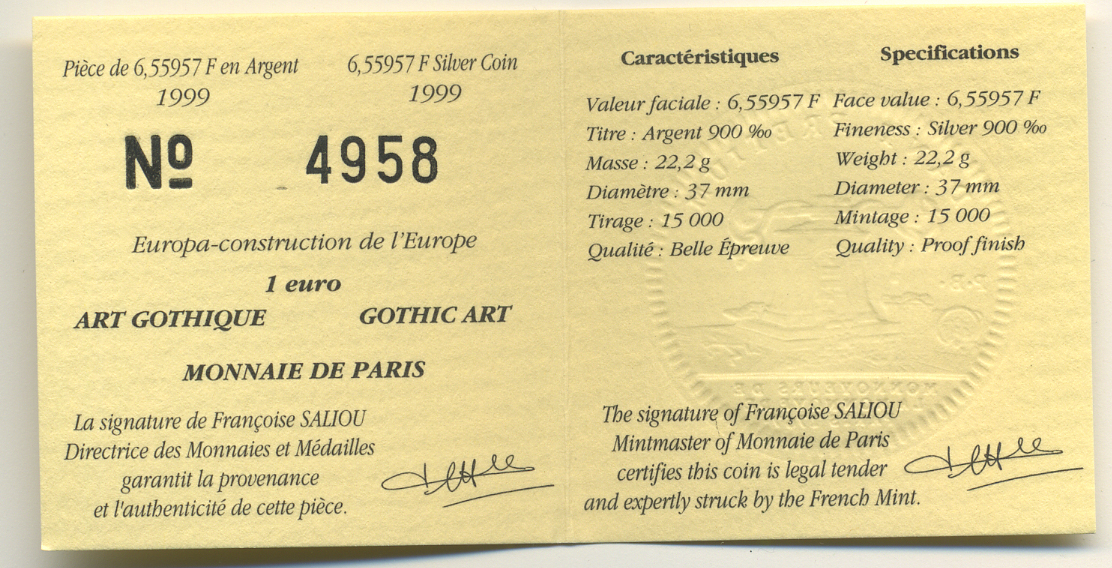 Pièce de 6,55957 F en Argent
1999
6,55957 F Silver Coin
1999
Nº 4958
Europa-construction de l'Europe
1 euro
ART GOTHIQUE GOTHIC ART
MONNAIE DE PARIS
La signature de Françoise SALIOU
Directrice des Monnaies et Médailles
garantit la provenance
et l'authenticité de cette pièce.
Caractéristiques
Valeur faciale : 6,55957 F
Titre : Argent 900 ‰
Masse : 22,2 g
Diamètre : 37 mm
Tirage : 15 000
Qualité : Belle Épreuve
Specifications
Face value : 6,55957 F
Fineness : Silver 900 ‰
Weight : 22,2 g
Diameter : 37 mm
Mintage : 15 000
Quality : Proof finish
The signature of Françoise SALIOU
Mintmaster of Monnaie de Paris
certifies this coin is legal tender
and expertly struck by the French Mint.